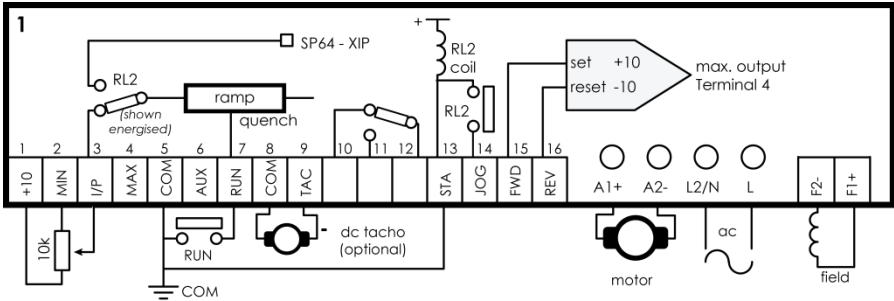 1
SP64 - XIP
+
RL2
coil
RL2
(shown
energised)
ramp
quench
RL2
set +10
reset -10
max. output
Terminal 4
1 2 3 4 5 6 7 8 9 10 11 12 13 14 15 16
+10 MIN I/P MAX COM AUX RUN COM TAC STA JOG FWD REV
A1+ A2- L2/N L
F2- F1+
10k
RUN
-
dc tacho
(optional)
COM
motor
ac
field